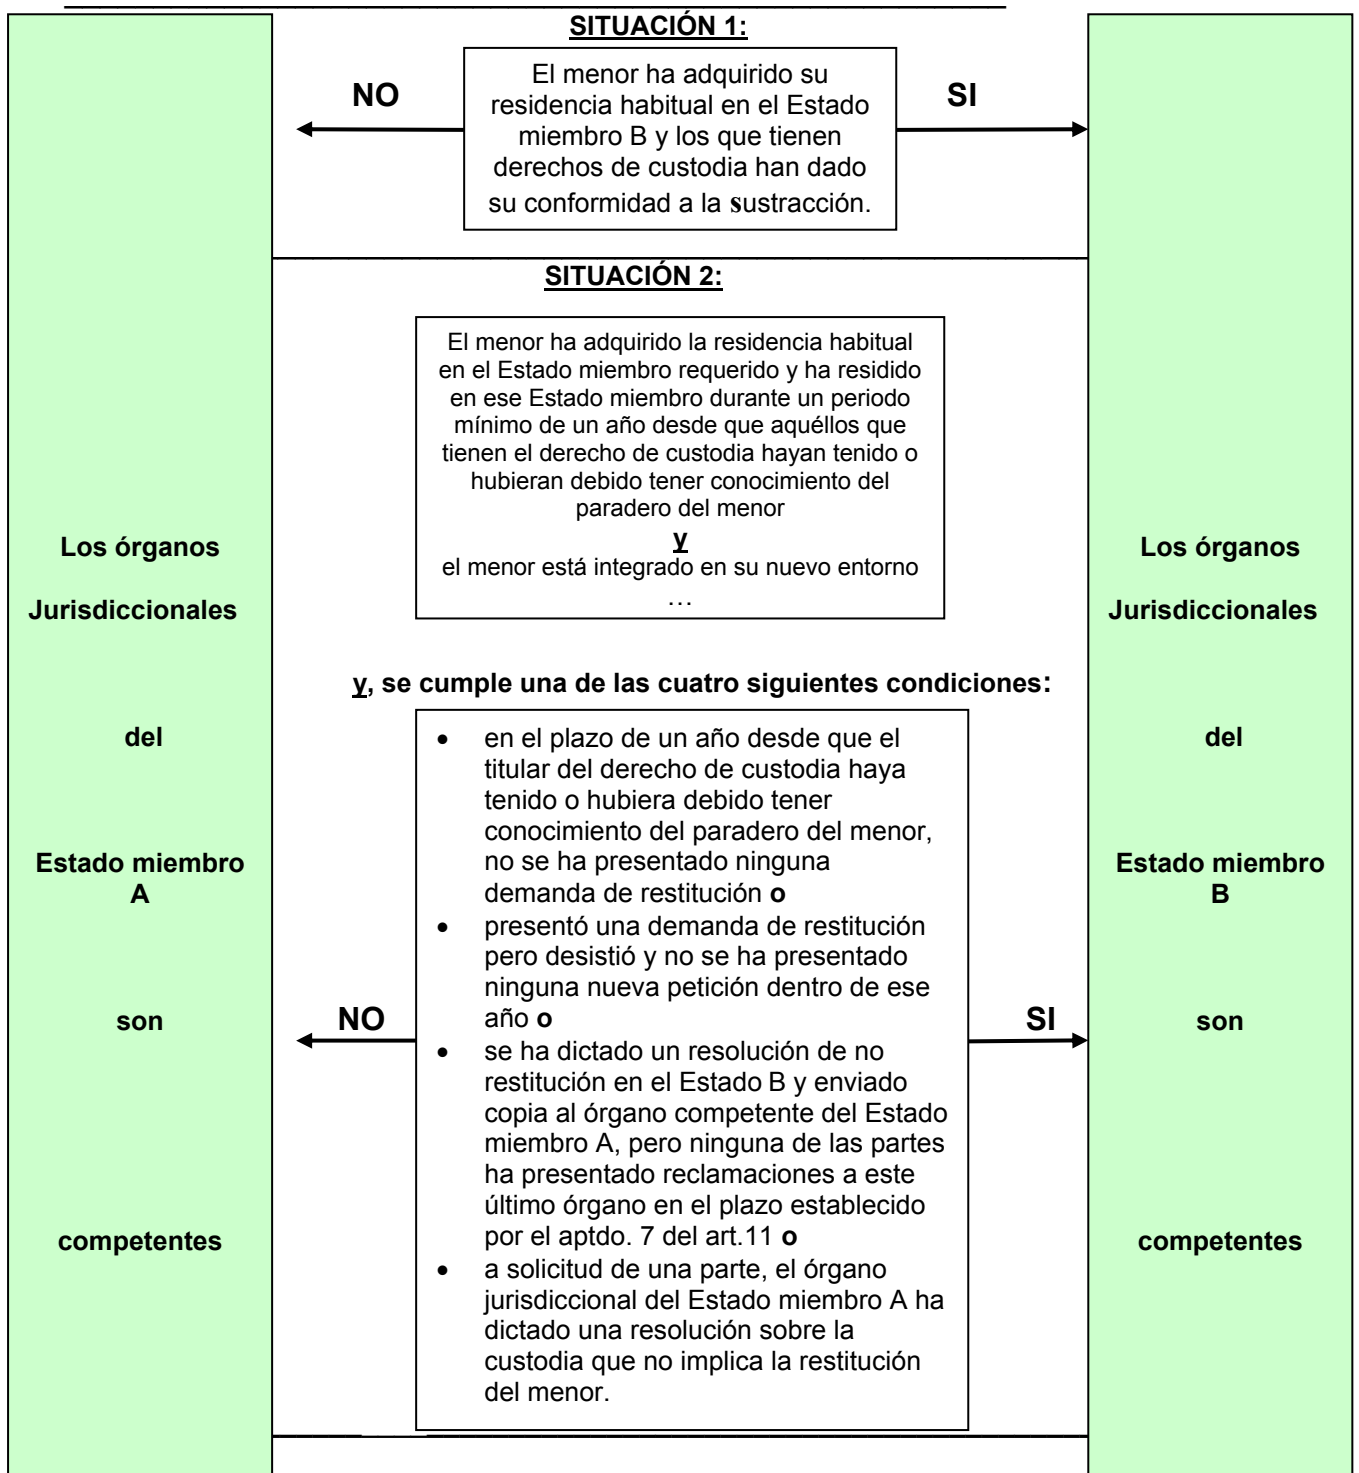 SITUACIÓN 1:
NO
El menor ha adquirido su
residencia habitual en el Estado
miembro B y los que tienen
derechos de custodia han dado
su conformidad a la sustracción.
SI
SITUACIÓN 2:
El menor ha adquirido la residencia habitual
en el Estado miembro requerido y ha residido
en ese Estado miembro durante un periodo
mínimo de un año desde que aquéllos que
tienen el derecho de custodia hayan tenido o
hubieran debido tener conocimiento del
paradero del menor
y
el menor está integrado en su nuevo entorno
…
y, se cumple una de las cuatro siguientes condiciones:
• en el plazo de un año desde que el
titular del derecho de custodia haya
tenido o hubiera debido tener
conocimiento del paradero del menor,
no se ha presentado ninguna
demanda de restitución o
• presentó una demanda de restitución
pero desistió y no se ha presentado
ninguna nueva petición dentro de ese
año o
• se ha dictado un resolución de no
restitución en el Estado B y enviado
copia al órgano competente del Estado
miembro A, pero ninguna de las partes
ha presentado reclamaciones a este
último órgano en el plazo establecido
por el aptdo. 7 del art.11 o
• a solicitud de una parte, el órgano
jurisdiccional del Estado miembro A ha
dictado una resolución sobre la
custodia que no implica la restitución
del menor.
NO
SI
Los órganos
Jurisdiccionales
del
Estado miembro
A
son
competentes
Los órganos
Jurisdiccionales
del
Estado miembro
B
son
competentes